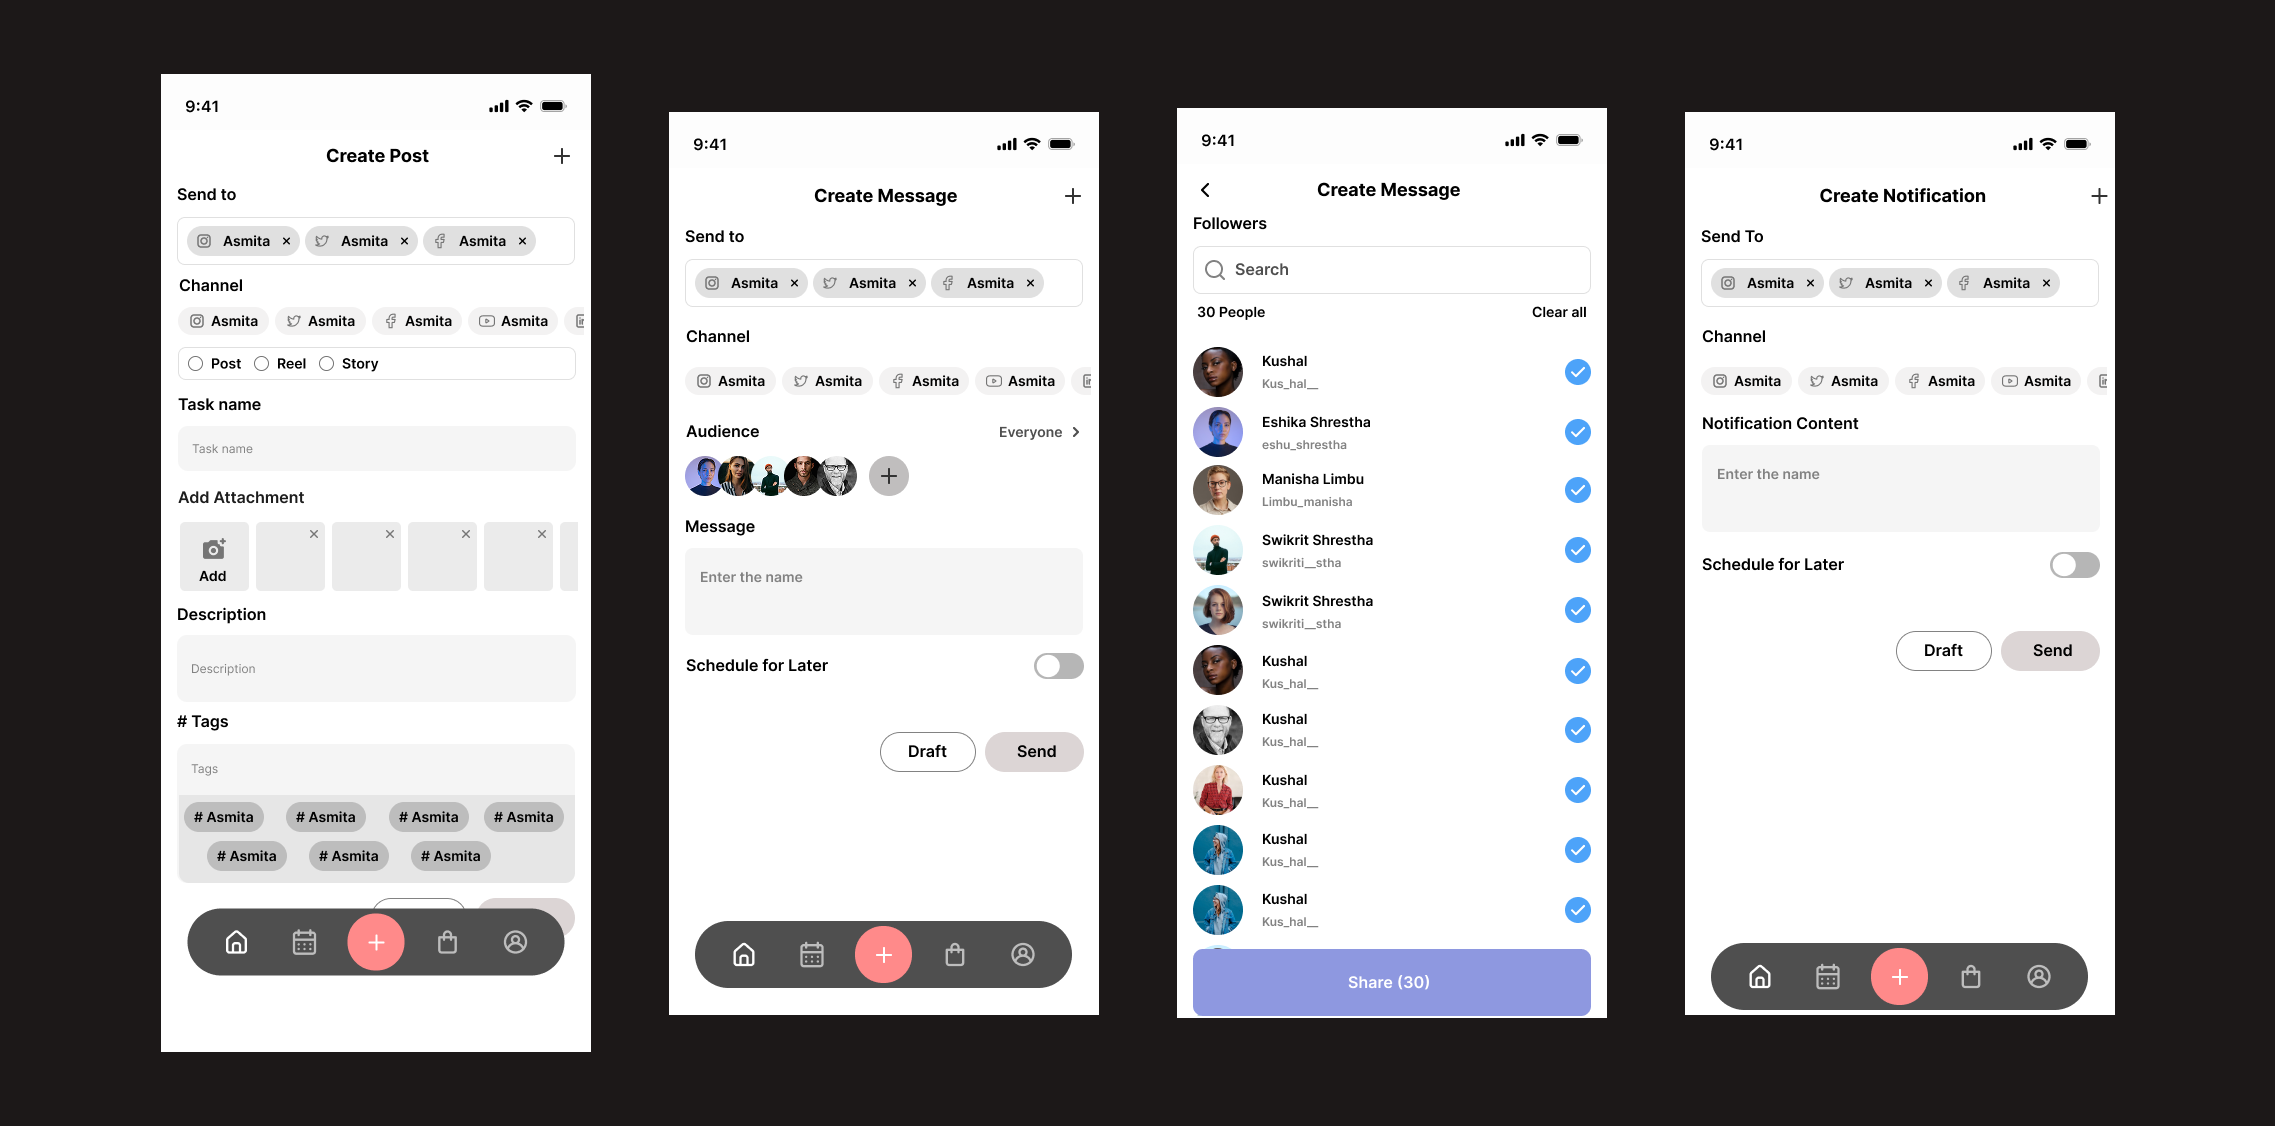 9:41
Create Post
Send to
Asmita × Asmita × Asmita ×
Channel
Asmita Asmita Asmita Asmita in
Post Reel Story
Task name
Task name
Add Attachment
Add
Description
Description
# Tags
Tags
# Asmita # Asmita # Asmita # Asmita
# Asmita # Asmita # Asmita
9:41
Create Message
Send to
Asmita × Asmita × Asmita ×
Channel
Asmita Asmita Asmita Asmita in
Audience Everyone >
Message
Enter the name
Schedule for Later
Draft Send
9:41
Create Message
Followers
Search
30 People Clear all
Kushal
Kus_hal__
Eshika Shrestha
eshu_shrestha
Manisha Limbu
Limbu_manisha
Swikrit Shrestha
swikriti__stha
Swikrit Shrestha
swikriti__stha
Kushal
Kus_hal__
Kushal
Kus_hal__
Kushal
Kus_hal__
Kushal
Kus_hal__
Kushal
Kus_hal__
Share (30)
9:41
Create Notification
Send To
Asmita × Asmita × Asmita ×
Channel
Asmita Asmita Asmita Asmita in
Notification Content
Enter the name
Schedule for Later
Draft Send